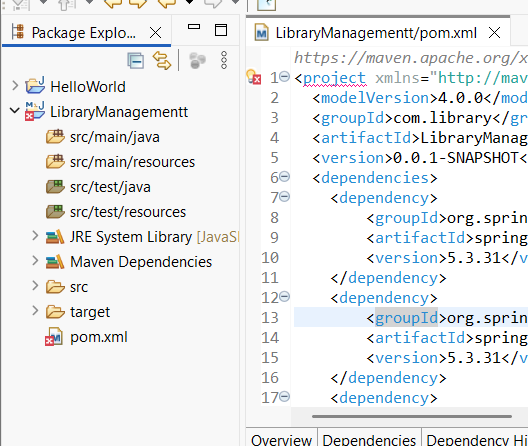 Package Explo...
HelloWorld
LibraryManagementt
src/main/java
src/main/resources
src/test/java
src/test/resources
JRE System Library [JavaSE
Maven Dependencies
src
target
pom.xml
LibraryManagementt/pom.xml
https://maven.apache.org/x
1 <project xmlns="http://mav
2 <modelVersion>4.0.0</mode
3 <groupId>com.library</gr
4 <artifactId>LibraryManag
5 <version>0.0.1-SNAPSHOT<
6 <dependencies>
7 <dependency>
8 <groupId>org.sprin
9 <artifactId>spring
10 <version>5.3.31</v
11 </dependency>
12 <dependency>
13 <groupId>org.sprin
14 <artifactId>spring
15 <version>5.3.31</v
16 </dependency>
17 <dependency>
Overview
Dependencies
Dependency Hi